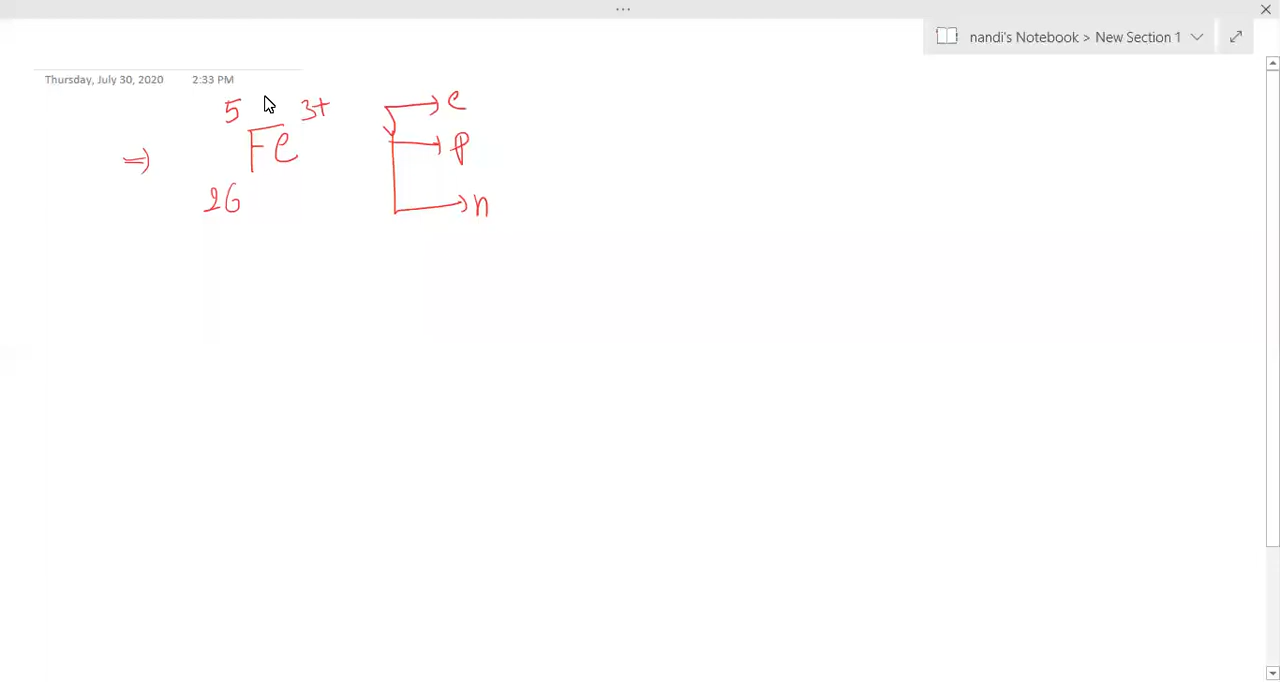 nandi's Notebook > New Section 1
Thursday, July 30, 2020 2:33 PM
5 3+ e
⇒ Fe p
26 n